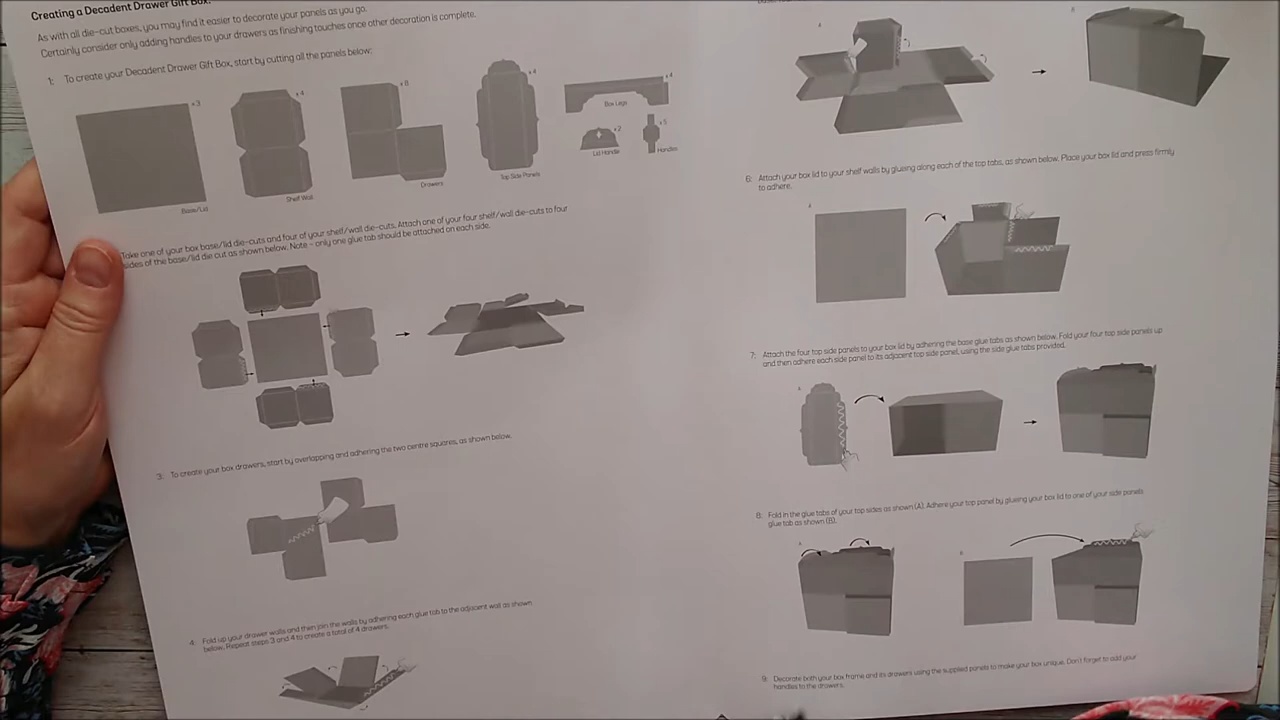 Creating a Decadent Drawer Gift Box:
As with all die-cut boxes, you may find it easier to decorate your panels as you go.
Certainly consider only adding handles to your drawers as finishing touches once other decoration is complete.
1: To create your Decadent Drawer Gift Box, start by cutting all the panels below:
x3
x4
x8
x4
x4
Box Legs
x2
x5
Lid Handle
Handles
Base/Lid
Shelf Wall
Drawers
Top Side Panels
Take one of your box base/lid die-cuts and four of your shelf/wall die-cuts. Attach one of your four shelf/wall die-cuts to four
sides of the base/lid die cut as shown below. Note - only one glue tab should be attached on each side.
3: To create your box drawers, start by overlapping and adhering the two centre squares, as shown below.
4: Fold up your drawer walls and then join the walls by adhering each glue tab to the adjacent wall as shown
below. Repeat steps 3 and 4 to create a total of 4 drawers.
6: Attach your box lid to your shelf walls by glueing along each of the top tabs, as shown below. Place your box lid and press firmly
to adhere.
7: Attach the four top side panels to your box lid by adhering the base glue tabs as shown below. Fold your four top side panels up
and then adhere each side panel to its adjacent top side panel, using the side glue tabs provided.
8: Fold in the glue tabs of your top sides as shown (A). Adhere your top panel by glueing your box lid to one of your side panels
glue tab as shown (B).
9: Decorate both your box frame and its drawers using the supplied panels to make your box unique. Don't forget to add your
handles to the drawers.